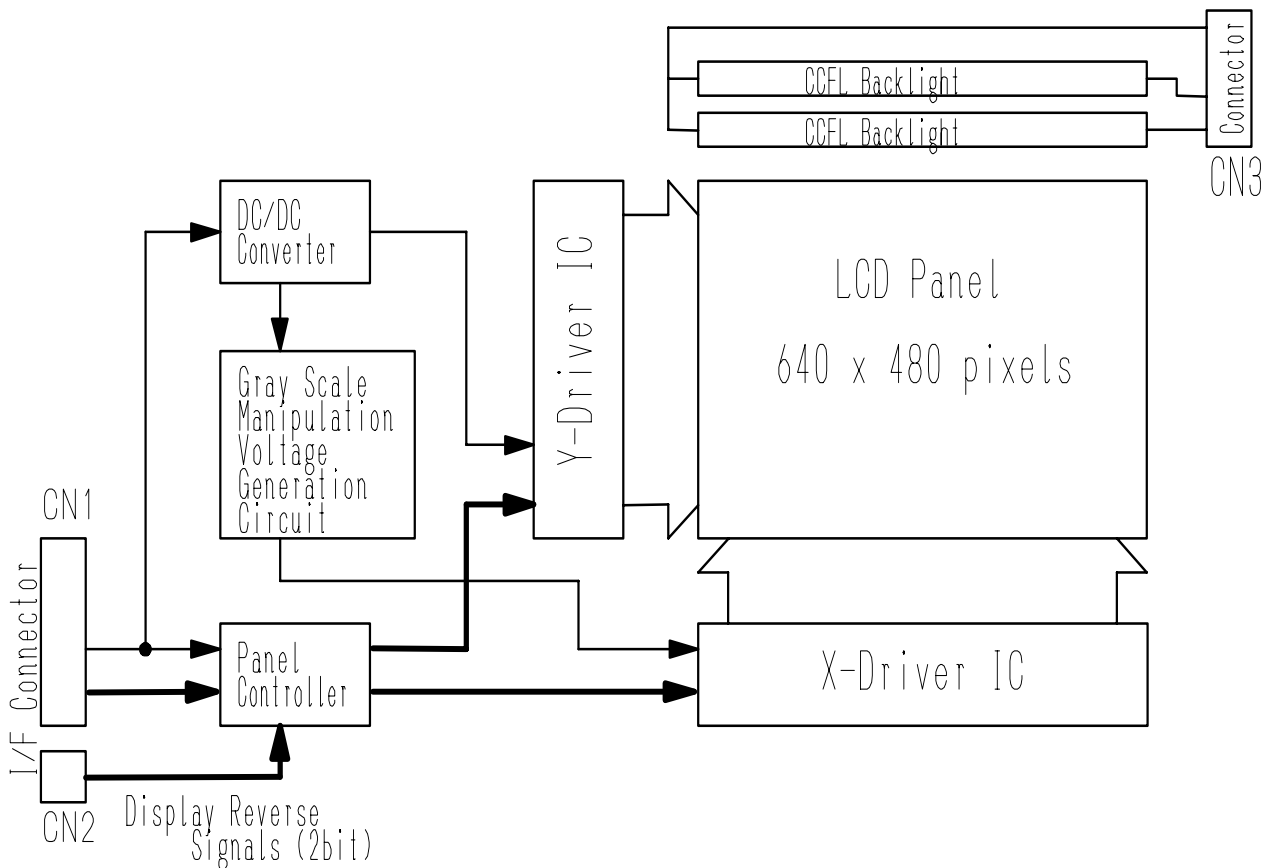 CCFL Backlight
CCFL Backlight
Connector
CN3
DC/DC
Converter
Gray Scale
Manipulation
Voltage
Generation
Circuit
Y-Driver IC
LCD Panel
640 x 480 pixels
CN1
I/F Connector
Panel
Controller
X-Driver IC
CN2
Display Reverse
Signals (2bit)